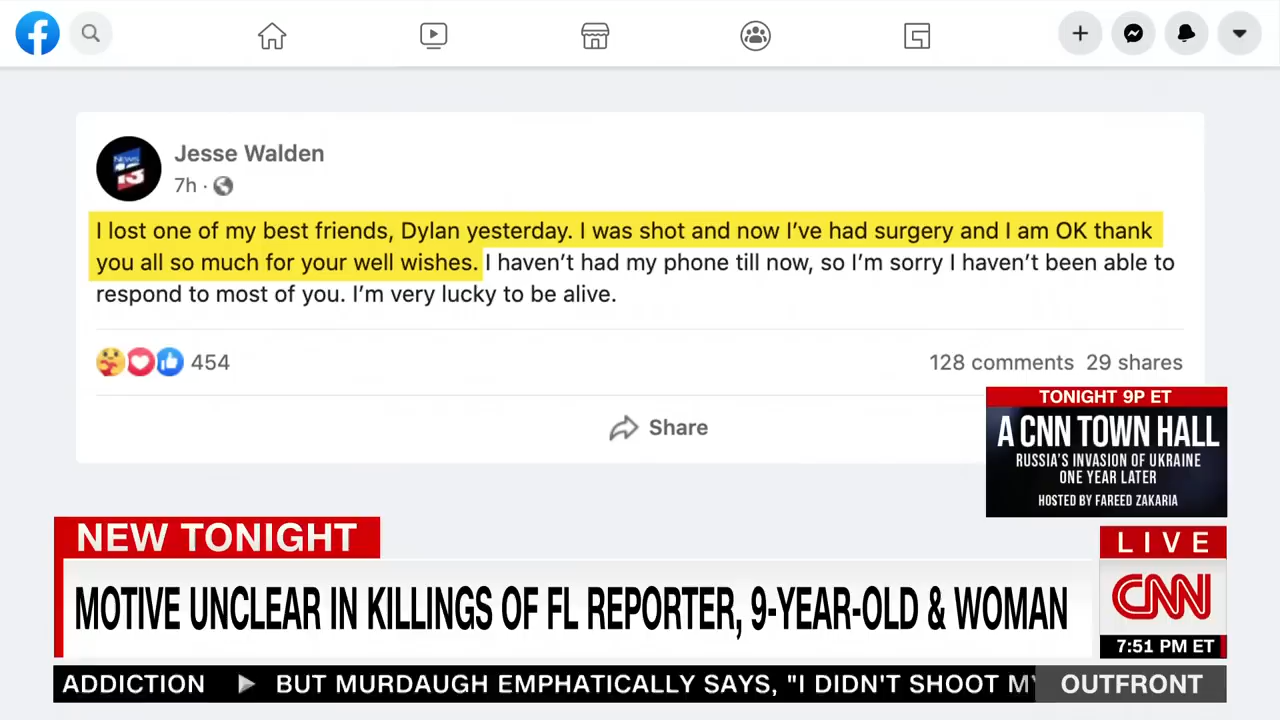 Jesse Walden
7h ·
I lost one of my best friends, Dylan yesterday. I was shot and now I've had surgery and I am OK thank
you all so much for your well wishes. I haven't had my phone till now, so I'm sorry I haven't been able to
respond to most of you. I'm very lucky to be alive.
454
128 comments 29 shares
Share
TONIGHT 9P ET
A CNN TOWN HALL
RUSSIA'S INVASION OF UKRAINE
ONE YEAR LATER
HOSTED BY FAREED ZAKARIA
NEW TONIGHT
MOTIVE UNCLEAR IN KILLINGS OF FL REPORTER, 9-YEAR-OLD & WOMAN
LIVE
CNN
7:51 PM ET
ADDICTION BUT MURDAUGH EMPHATICALLY SAYS, "I DIDN'T SHOOT MY
OUTFRONT
NEWS
13